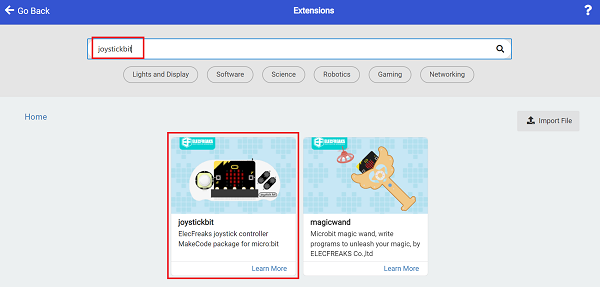 Go Back
Extensions
?
joystickbit
Lights and Display
Software
Science
Robotics
Gaming
Networking
Home
Import File
ELECFREAKS
joystickbit
ElecFreaks joystick controller
MakeCode package for micro:bit
Learn More
ELECFREAKS
magicwand
Microbit magic wand, write
programs to unleash your magic, by
ELECFREAKS Co.,ltd
Learn More